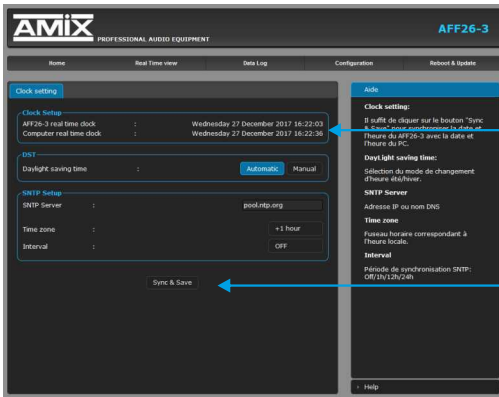 AMIX PROFESSIONAL AUDIO EQUIPMENT
AFF26-3
Home Real Time view Data Log Configuration Reboot & Update
Clock setting
Clock Setup
AFF26-3 real time clock : Wednesday 27 December 2017 16:22:03
Computer real time clock : Wednesday 27 December 2017 16:22:36
DST
Daylight saving time : Automatic Manual
SNTP Setup
SNTP Server : pool.ntp.org
Time zone : +1 hour
Interval : OFF
Sync & Save
Aide
Clock setting:
Il suffit de cliquer sur le bouton "Sync
& Save" pour synchroniser la date et
l'heure du AFF26-3 avec la date et
l'heure du PC.
DayLight saving time:
Sélection du mode de changement
d'heure été/hiver.
SNTP Server
Adresse IP ou nom DNS
Time zone
Fuseau horaire correspondant à
l'heure locale.
Interval
Période de synchronisation SNTP:
Off/1h/12h/24h
Help